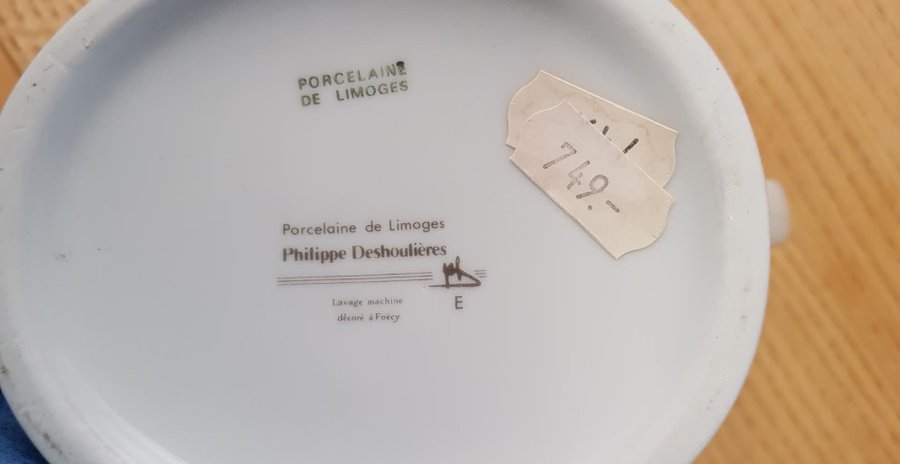 PORCELAINE
DE LIMOGES
749.-
Porcelaine de Limoges
Philippe Deshoulières
E
Lavage machine
décoré à Foëcy